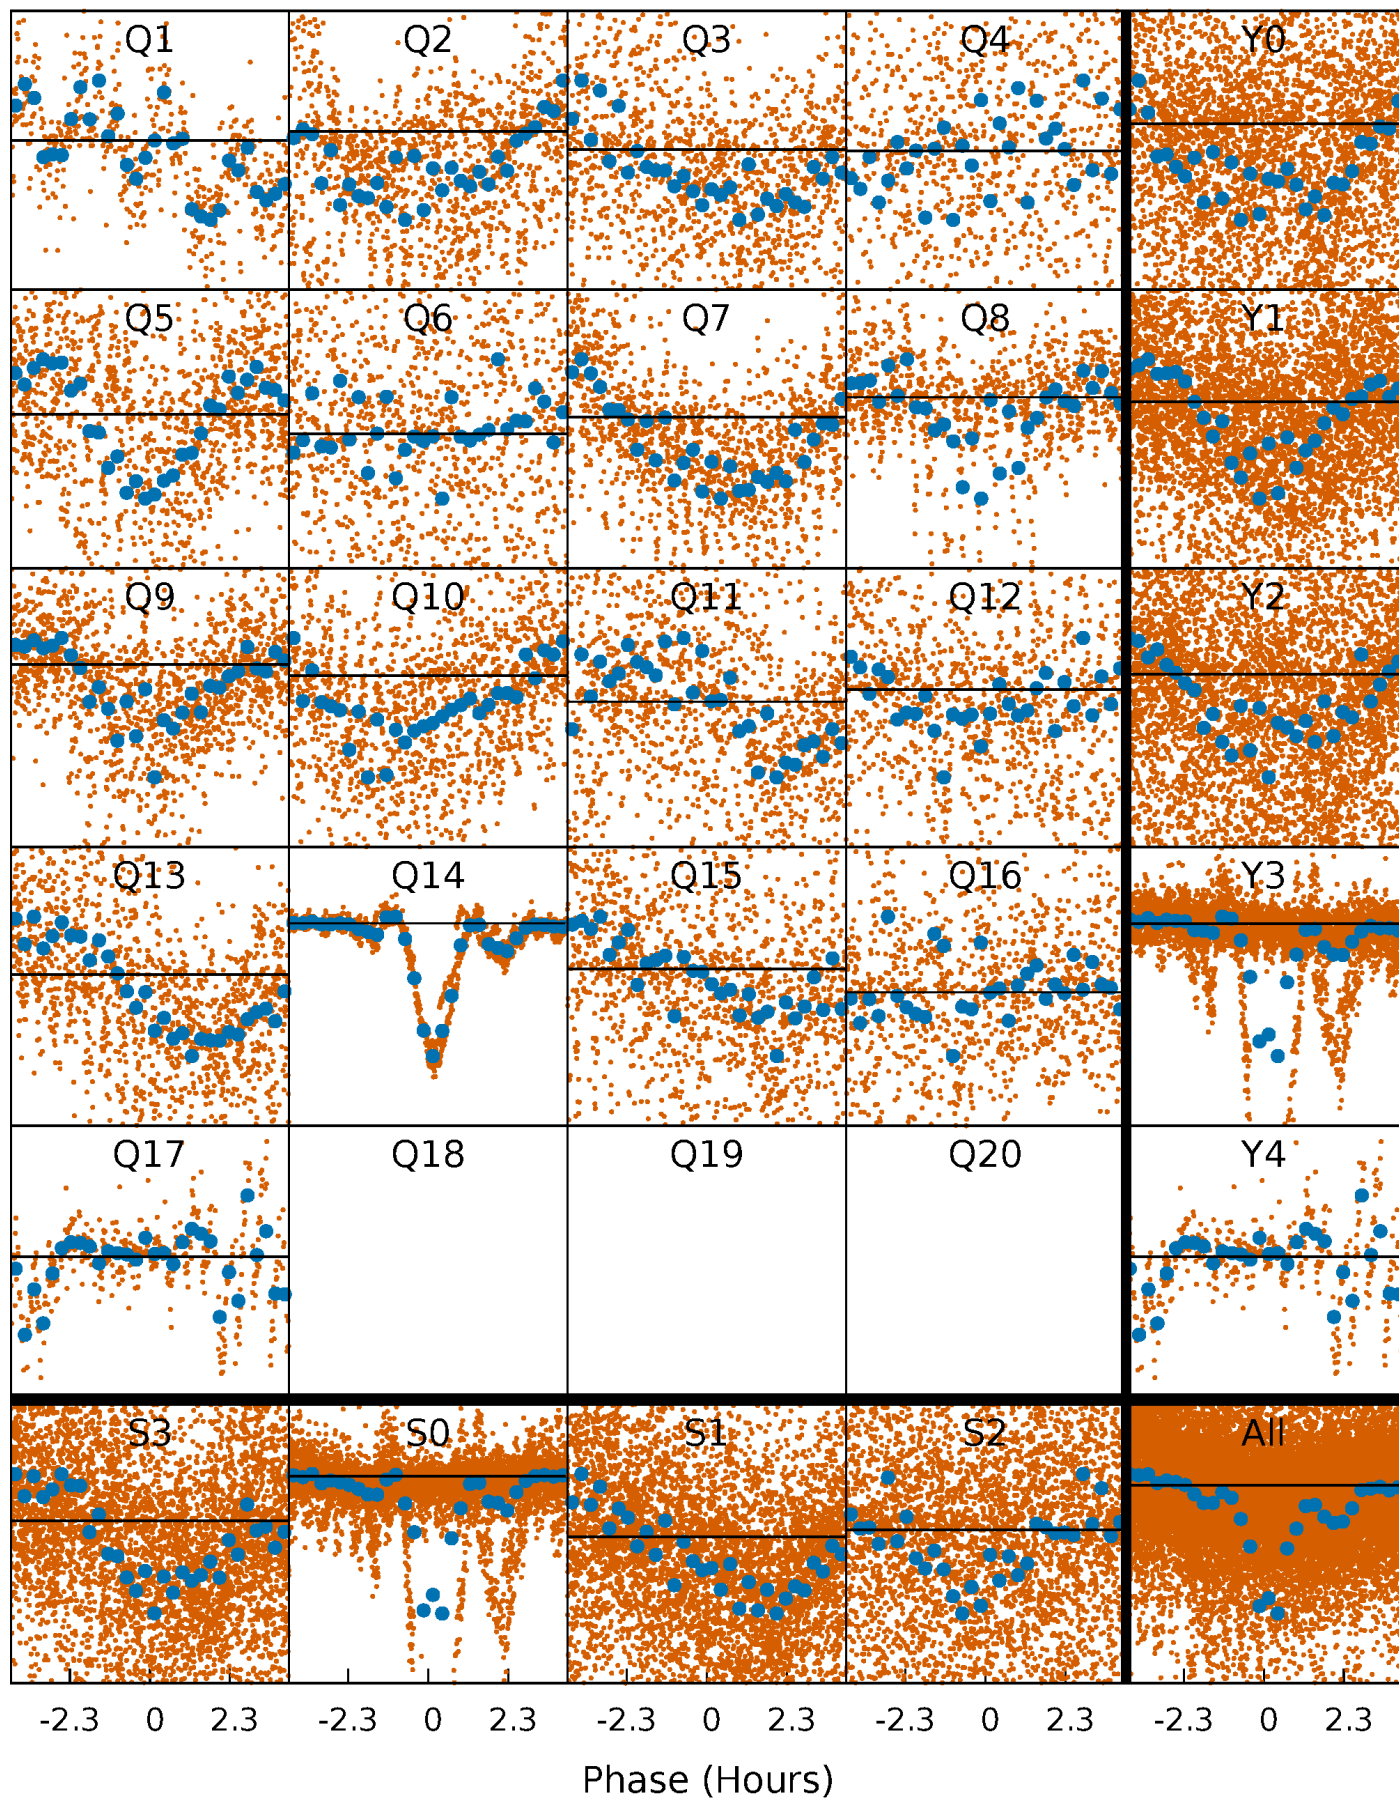 Q1 Q2 Q3 Q4 Y0
Q5 Q6 Q7 Q8 Y1
Q9 Q10 Q11 Q12 Y2
Q13 Q14 Q15 Q16 Y3
Q17 Q18 Q19 Q20 Y4
S3 S0 S1 S2 All
-2.3 0 2.3 -2.3 0 2.3 -2.3 0 2.3 -2.3 0 2.3 -2.3 0 2.3
Phase (Hours)